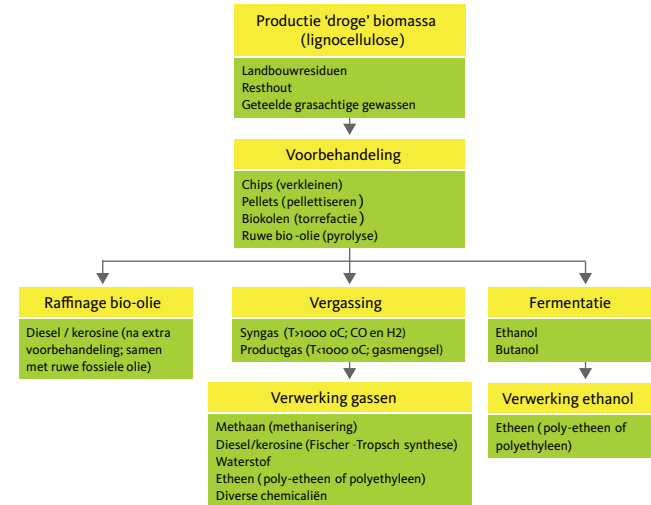 Productie ‘droge’ biomassa
(lignocellulose)
Landbouwresiduen
Resthout
Geteelde grasachtige gewassen
Voorbehandeling
Chips (verkleinen)
Pellets (pellettiseren)
Biokolen (torrefactie)
Ruwe bio-olie (pyrolyse)
Raffinage bio-olie
Diesel / kerosine (na extra
voorbehandeling; samen
met ruwe fossiele olie)
Vergassing
Syngas (T>1000 oC; CO en H2)
Productgas (T<1000 oC; gasmengsel)
Verwerking gassen
Methaan (methanisering)
Diesel/kerosine (Fischer-Tropsch synthese)
Waterstof
Etheen (poly-etheen of polyethyleen)
Diverse chemicaliën
Fermentatie
Ethanol
Butanol
Verwerking ethanol
Etheen (poly-etheen of
polyethyleen)